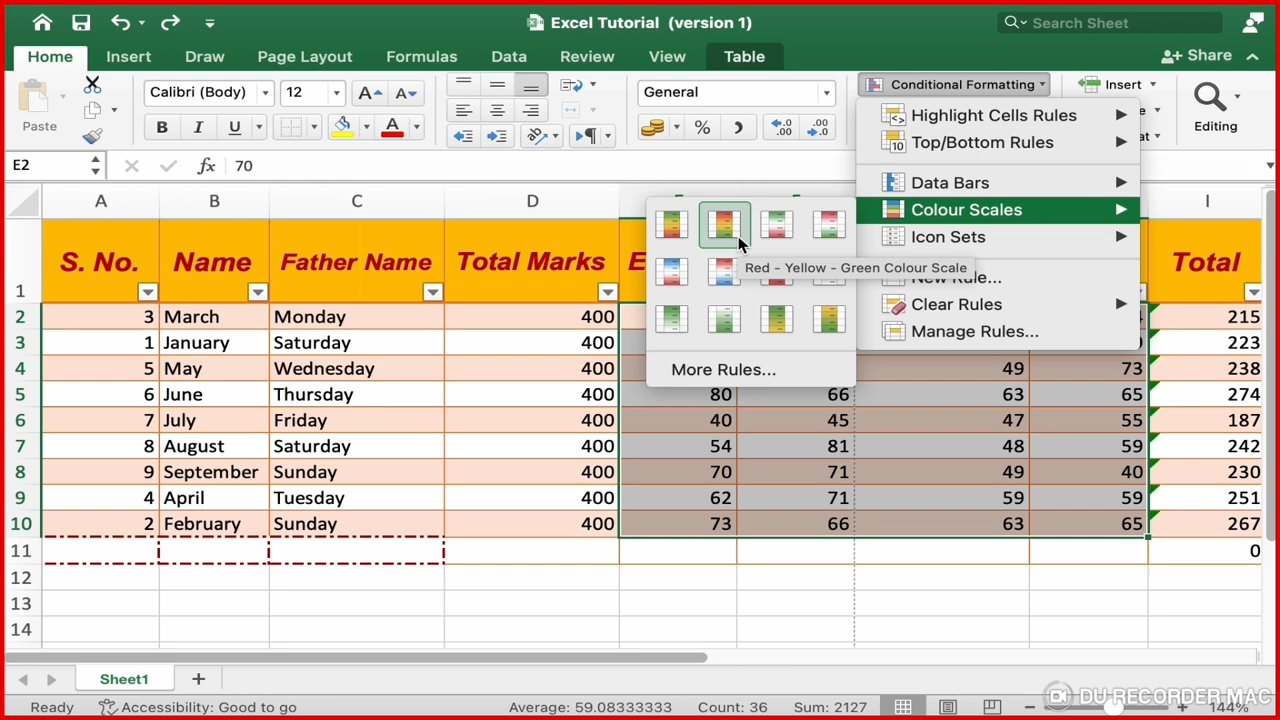 Excel Tutorial (version 1)
Search Sheet
Home Insert Draw Page Layout Formulas Data Review View Table Share
Paste
Calibri (Body) 12
General
Conditional Formatting
Insert
Editing
Highlight Cells Rules
Top/Bottom Rules
Data Bars
Colour Scales
Icon Sets
New Rule...
Clear Rules
Manage Rules...
Red - Yellow - Green Colour Scale
More Rules...
E2 fx 70
A B C D I
1 S. No. Name Father Name Total Marks E Total
2 3 March Monday 400 215
3 1 January Saturday 400 223
4 5 May Wednesday 400 49 73 238
5 6 June Thursday 400 80 66 63 65 274
6 7 July Friday 400 40 45 47 55 187
7 8 August Saturday 400 54 81 48 59 242
8 9 September Sunday 400 70 71 49 40 230
9 4 April Tuesday 400 62 71 59 59 251
10 2 February Sunday 400 73 66 63 65 267
11 0
12
13
14
Sheet1
Ready Accessibility: Good to go Average: 59.08333333 Count: 36 Sum: 2127 144%
DU RECORDER MAC